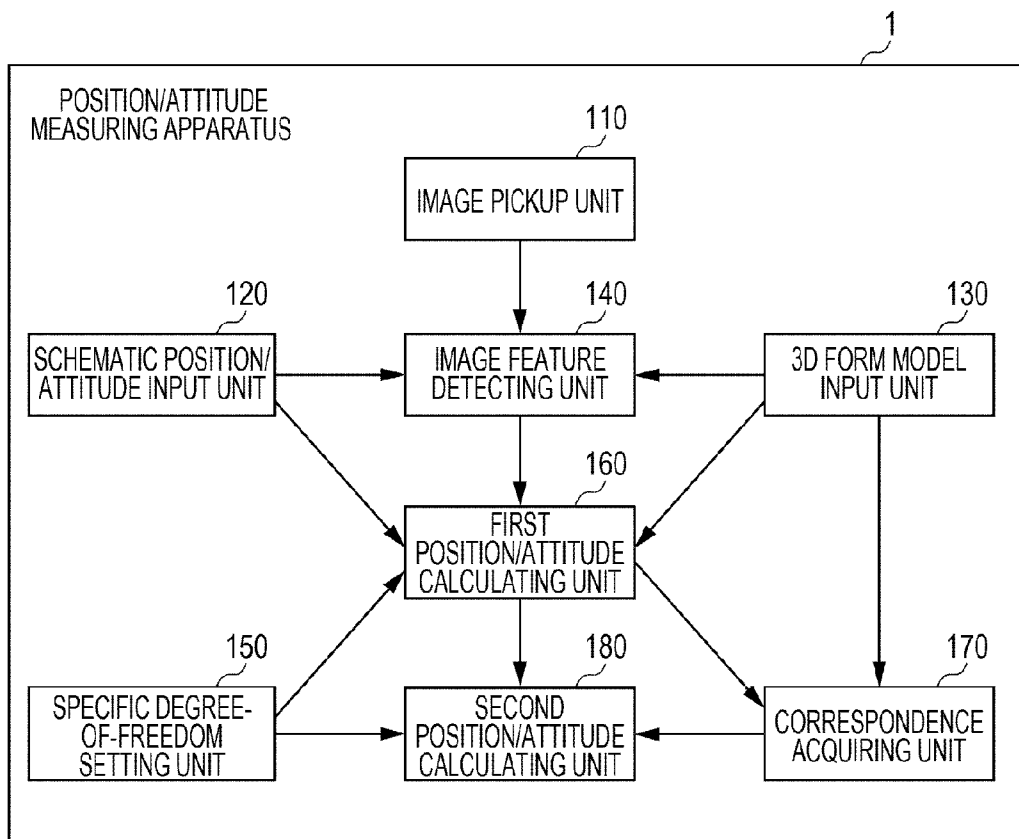 1
POSITION/ATTITUDE
MEASURING APPARATUS
110
IMAGE PICKUP UNIT
120
SCHEMATIC POSITION/
ATTITUDE INPUT UNIT
140
IMAGE FEATURE
DETECTING UNIT
130
3D FORM MODEL
INPUT UNIT
160
FIRST
POSITION/ATTITUDE
CALCULATING UNIT
150
SPECIFIC DEGREE-
OF-FREEDOM
SETTING UNIT
180
SECOND
POSITION/ATTITUDE
CALCULATING UNIT
170
CORRESPONDENCE
ACQUIRING UNIT